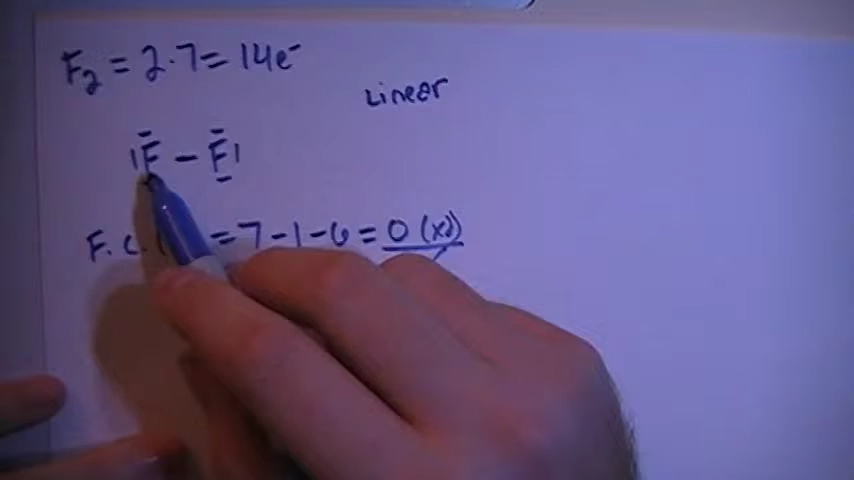 F₂ = 2·7 = 14e⁻
Linear
|F̄ – F̲̄|
F. C. = 7 - 1 - 6 = 0 (x2)